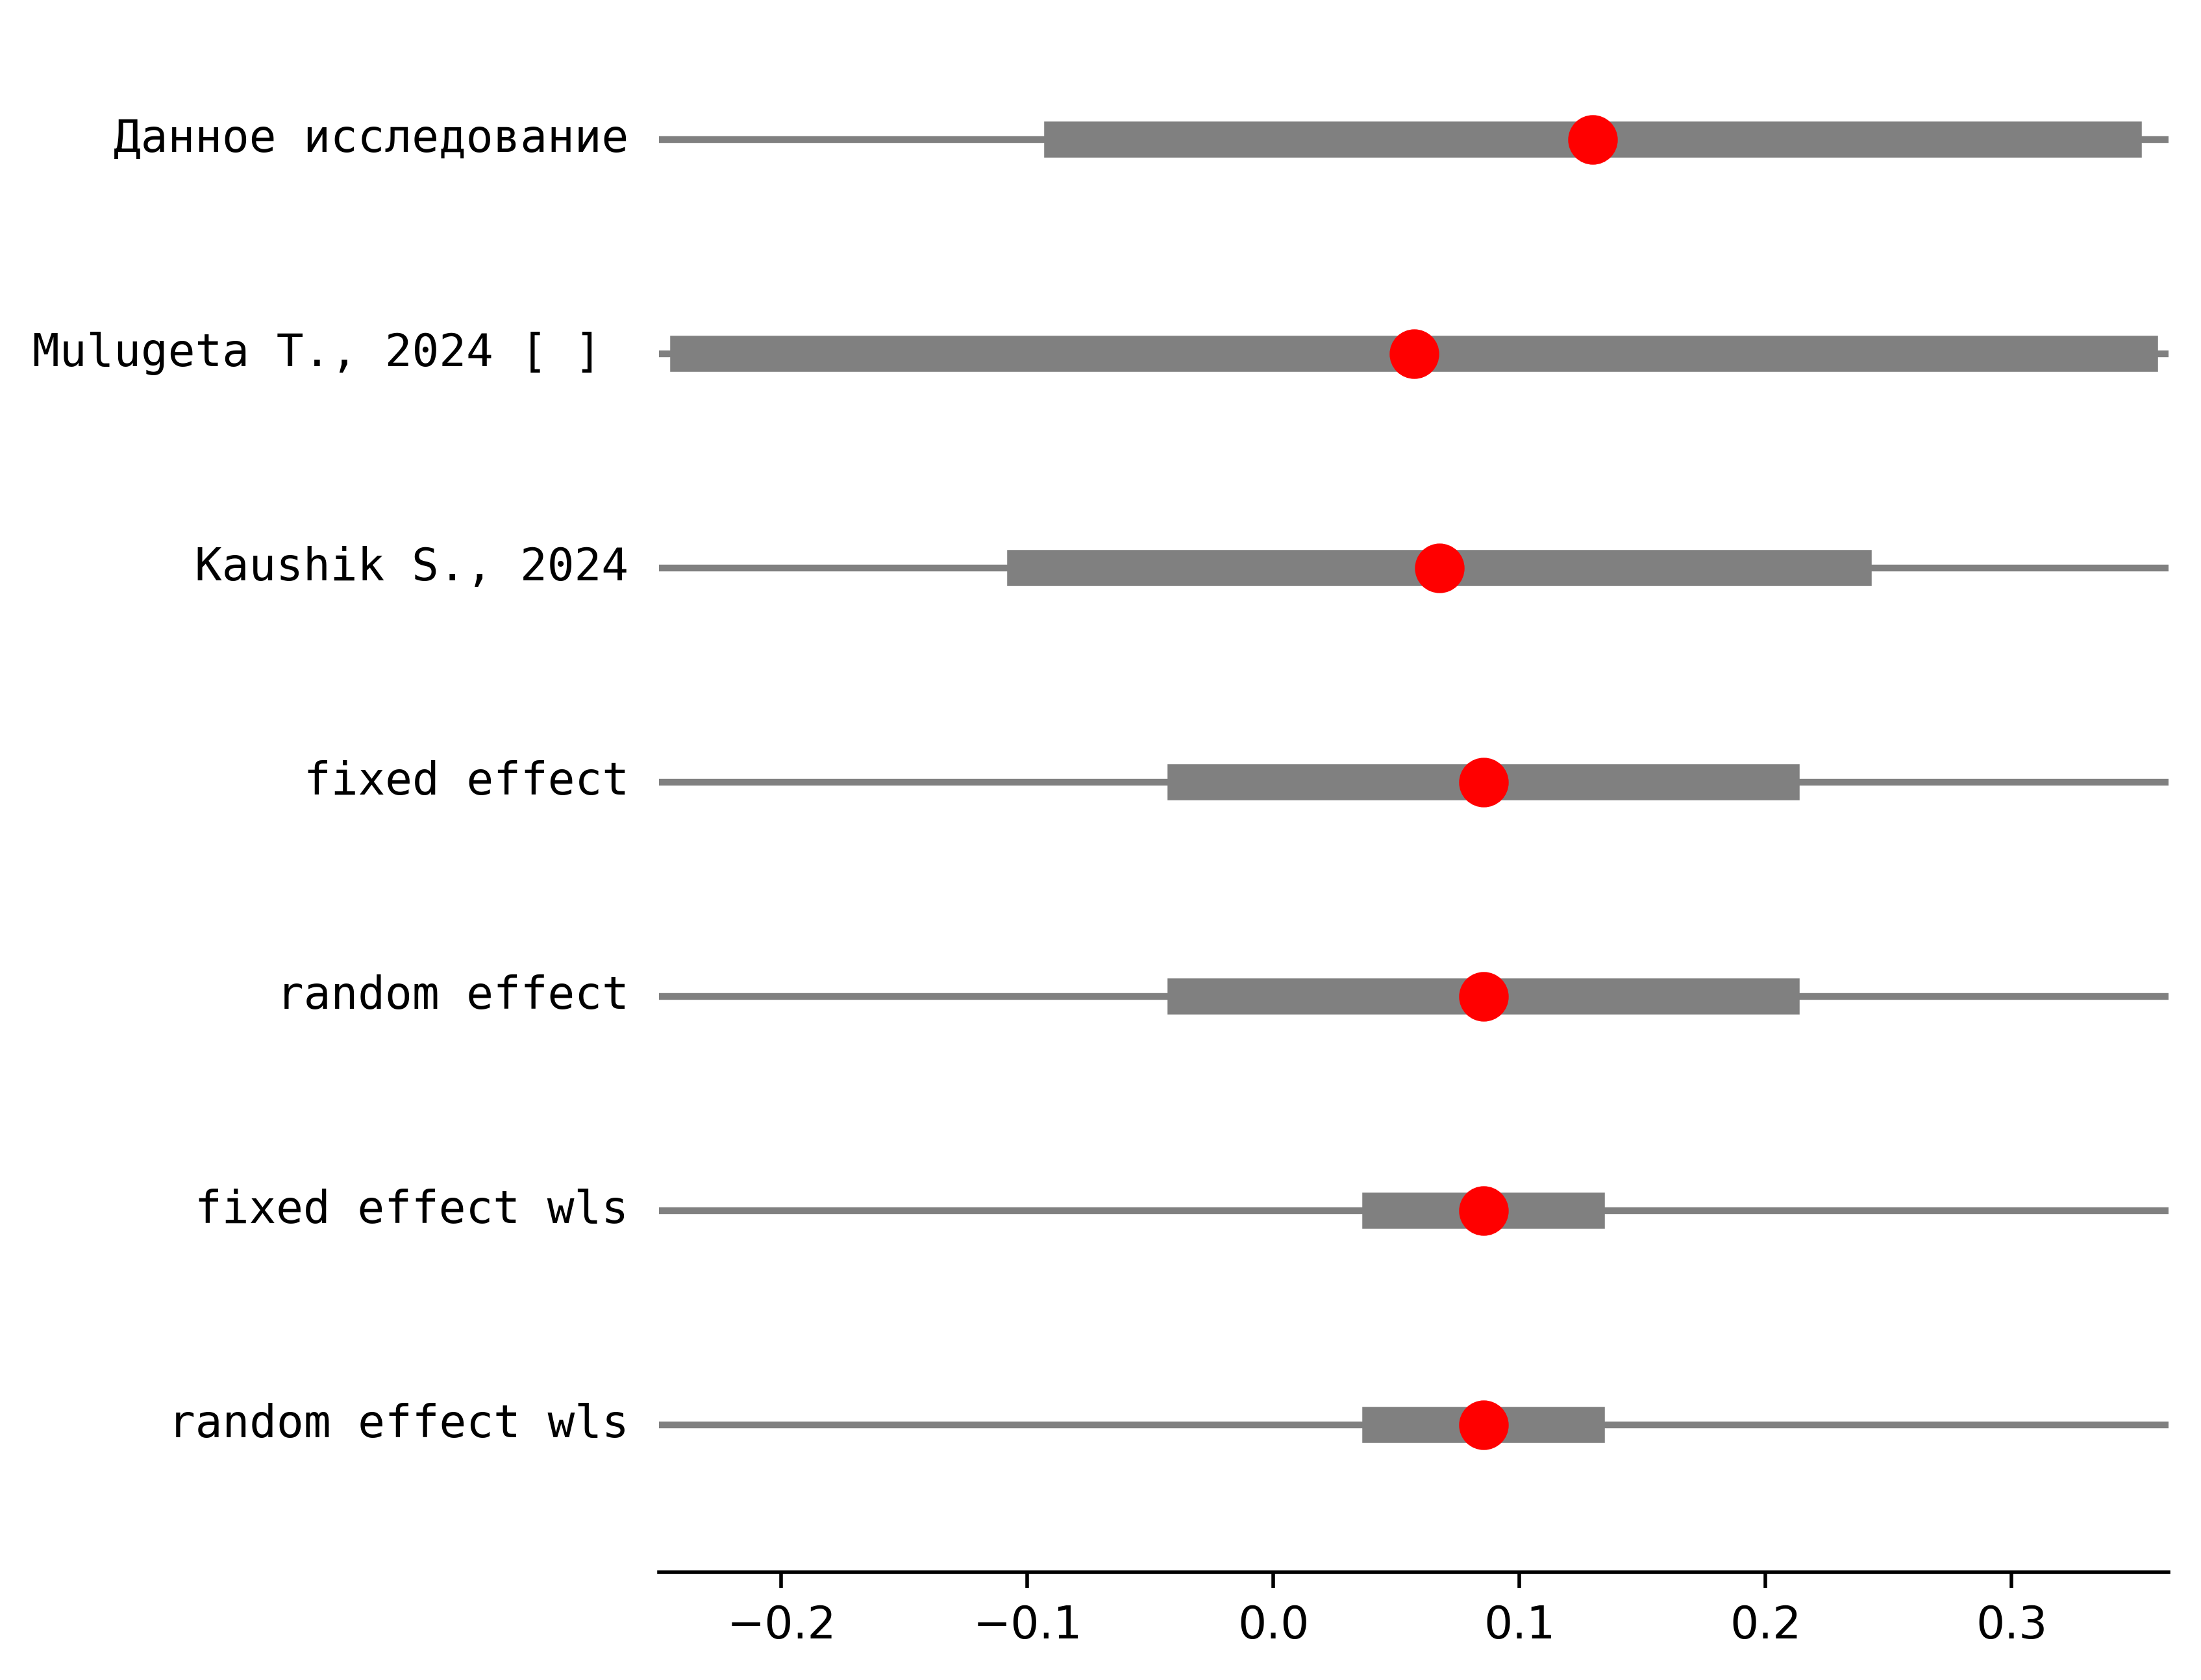 Данное исследование
Mulugeta T., 2024 [ ]
Kaushik S., 2024
fixed effect
random effect
fixed effect wls
random effect wls
−0.2 −0.1 0.0 0.1 0.2 0.3